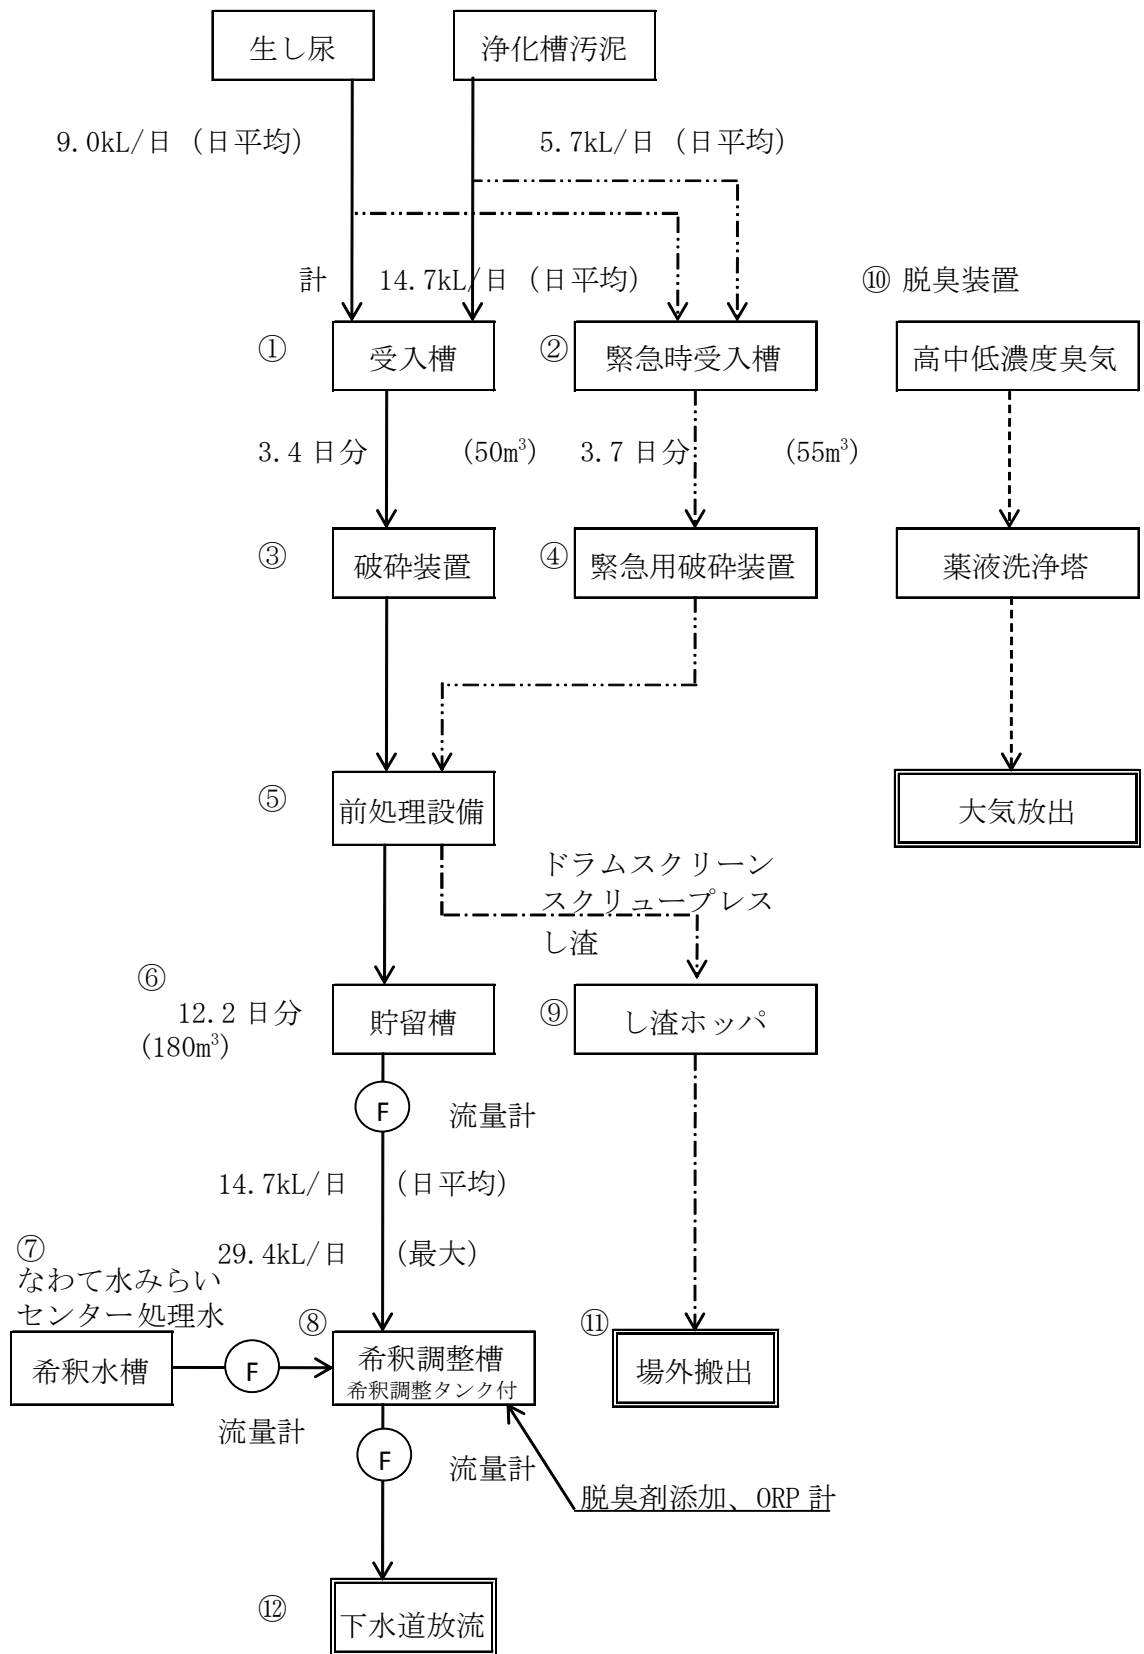 生し尿
浄化槽汚泥
9.0kL/日 (日平均)
5.7kL/日 (日平均)
計 14.7kL/日 (日平均)
⑩ 脱臭装置
①
受入槽
②
緊急時受入槽
高中低濃度臭気
3.4 日分 (50m³)
3.7 日分 (55m³)
③
破砕装置
④
緊急用破砕装置
薬液洗浄塔
⑤
前処理設備
大気放出
ドラムスクリーン
スクリュープレス
し渣
⑥
12.2 日分
(180m³)
貯留槽
⑨
し渣ホッパ
F
流量計
14.7kL/日 (日平均)
29.4kL/日 (最大)
⑦
なわて水みらい
センター処理水
希釈水槽
F
流量計
⑧
希釈調整槽
希釈調整タンク付
⑪
場外搬出
F
流量計
脱臭剤添加、ORP 計
⑫
下水道放流